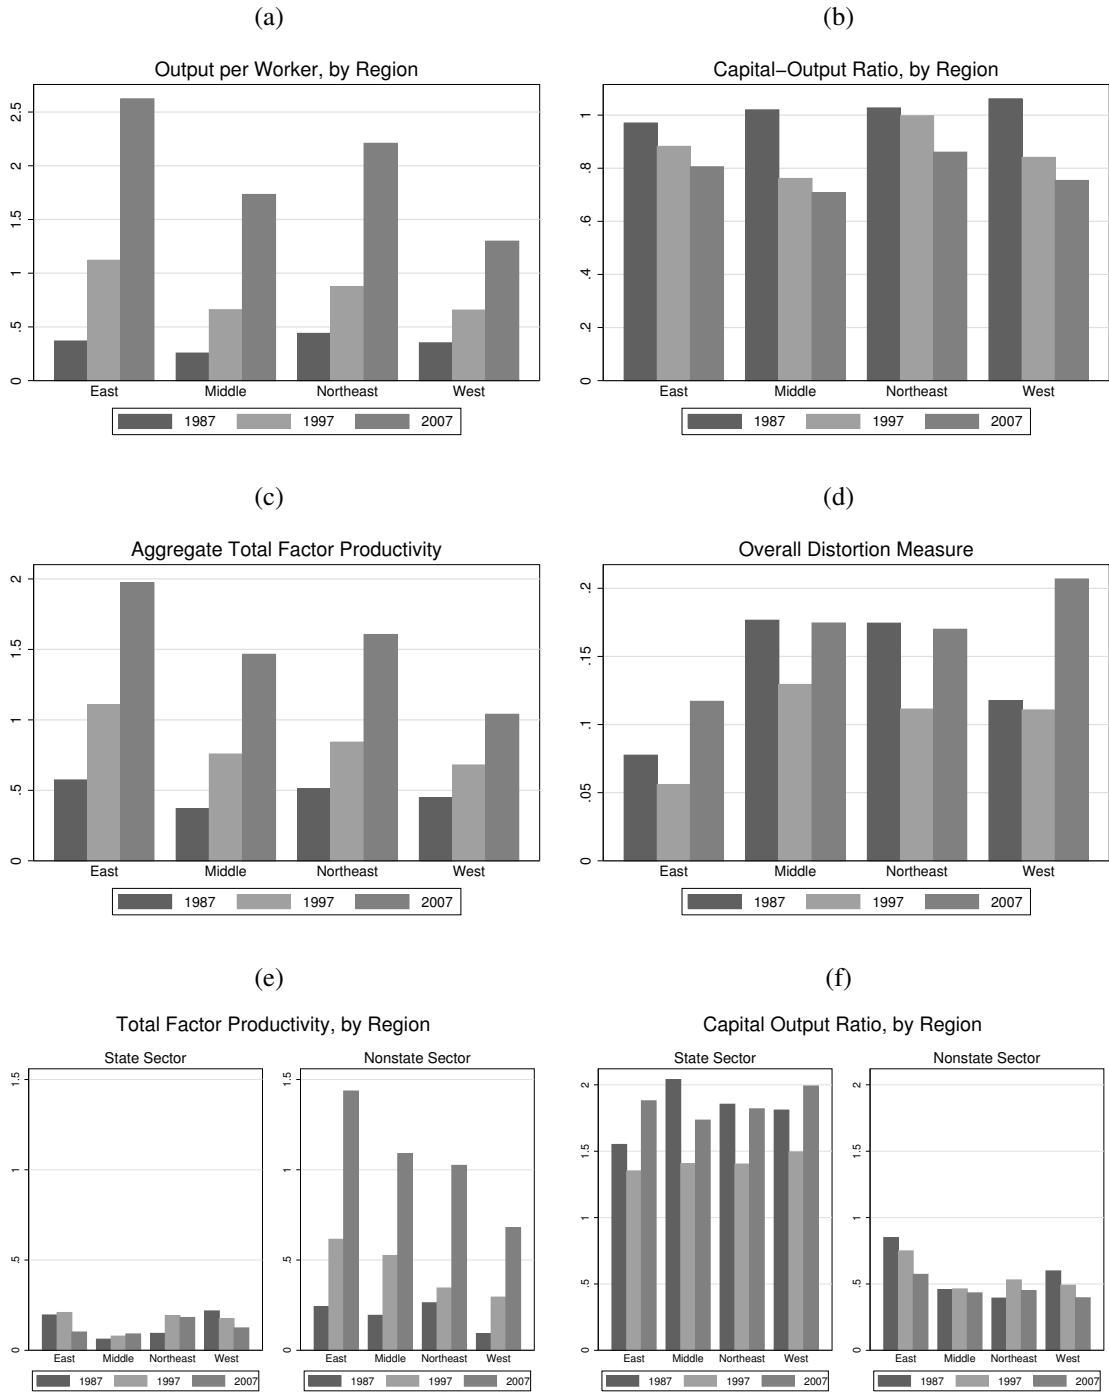 (a)
Output per Worker, by Region
0 .5 1 1.5 2 2.5
East Middle Northeast West
1987 1997 2007
(b)
Capital−Output Ratio, by Region
0 .2 .4 .6 .8 1
East Middle Northeast West
1987 1997 2007
(c)
Aggregate Total Factor Productivity
0 .5 1 1.5 2
East Middle Northeast West
1987 1997 2007
(d)
Overall Distortion Measure
0 .05 .1 .15 .2
East Middle Northeast West
1987 1997 2007
(e)
Total Factor Productivity, by Region
State Sector
0 .5 1 1.5
East Middle Northeast West
1987 1997 2007
Nonstate Sector
0 .5 1 1.5
East Middle Northeast West
1987 1997 2007
(f)
Capital Output Ratio, by Region
State Sector
0 .5 1 1.5 2
East Middle Northeast West
1987 1997 2007
Nonstate Sector
0 .5 1 1.5 2
East Middle Northeast West
1987 1997 2007